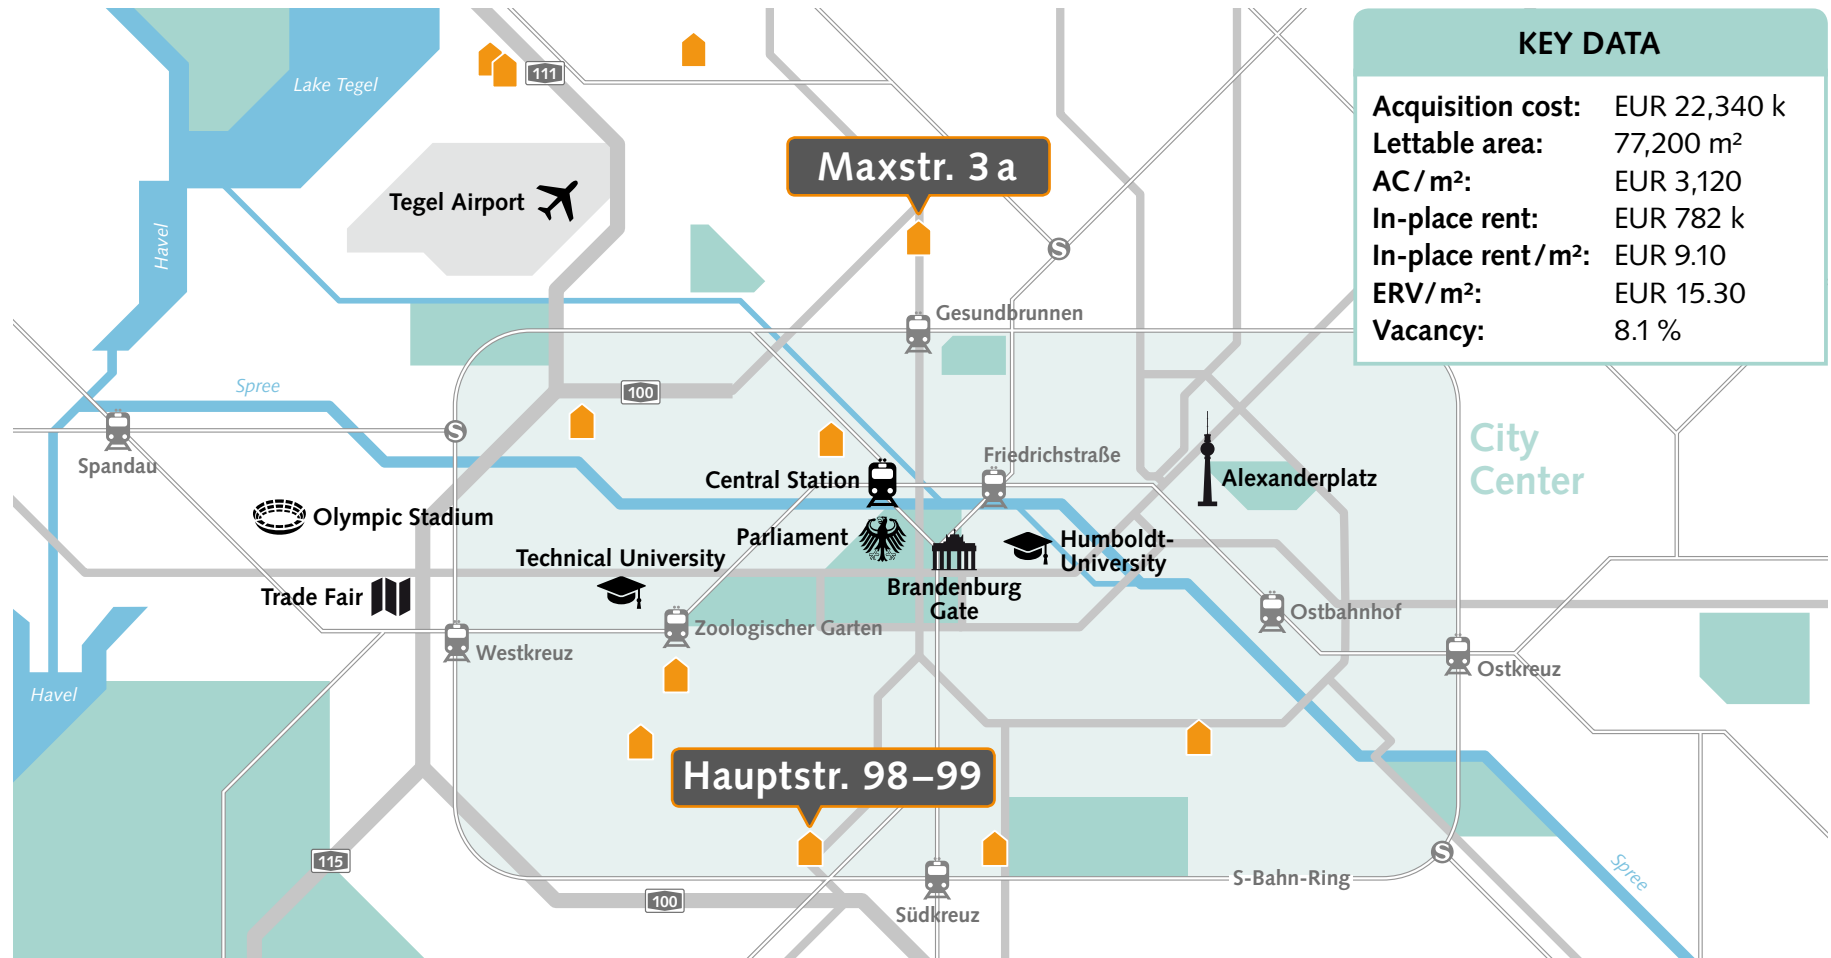 KEY DATA
Acquisition cost: EUR 22,340 k
Lettable area: 77,200 m²
AC/m²: EUR 3,120
In-place rent: EUR 782 k
In-place rent/m²: EUR 9.10
ERV/m²: EUR 15.30
Vacancy: 8.1 %
Lake Tegel
111
Maxstr. 3 a
Tegel Airport
Havel
S
Gesundbrunnen
Spree
100
S
Spandau
City
Center
Friedrichstraße
Central Station
Alexanderplatz
Olympic Stadium
Parliament
Technical University
Humboldt-
University
Brandenburg
Gate
Trade Fair
Zoologischer Garten
Ostbahnhof
Westkreuz
Ostkreuz
Havel
Hauptstr. 98–99
115
S
Spree
S-Bahn-Ring
100
Südkreuz